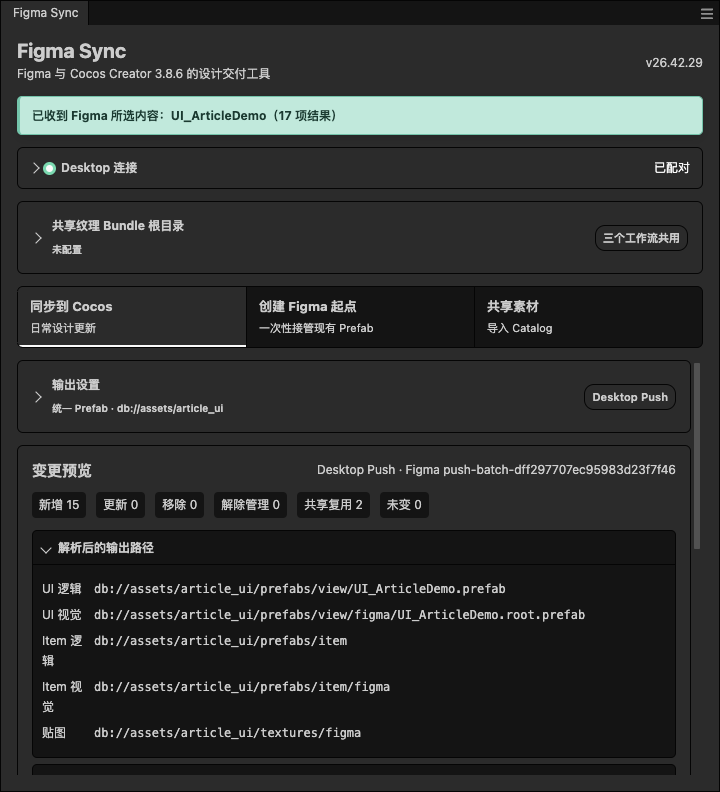 Figma Sync
Figma Sync
Figma 与 Cocos Creator 3.8.6 的设计交付工具
v26.42.29
已收到 Figma 所选内容：UI_ArticleDemo（17 项结果）
Desktop 连接
已配对
共享纹理 Bundle 根目录
未配置
三个工作流共用
同步到 Cocos
日常设计更新
创建 Figma 起点
一次性接管现有 Prefab
共享素材
导入 Catalog
输出设置
统一 Prefab · db://assets/article_ui
Desktop Push
变更预览
Desktop Push · Figma push-batch-dff297707ec95983d23f7f46
新增 15
更新 0
移除 0
解除管理 0
共享复用 2
未变 0
解析后的输出路径
UI 逻辑 db://assets/article_ui/prefabs/view/UI_ArticleDemo.prefab
UI 视觉 db://assets/article_ui/prefabs/view/figma/UI_ArticleDemo.root.prefab
Item 逻辑 db://assets/article_ui/prefabs/item
Item 视觉 db://assets/article_ui/prefabs/item/figma
贴图 db://assets/article_ui/textures/figma